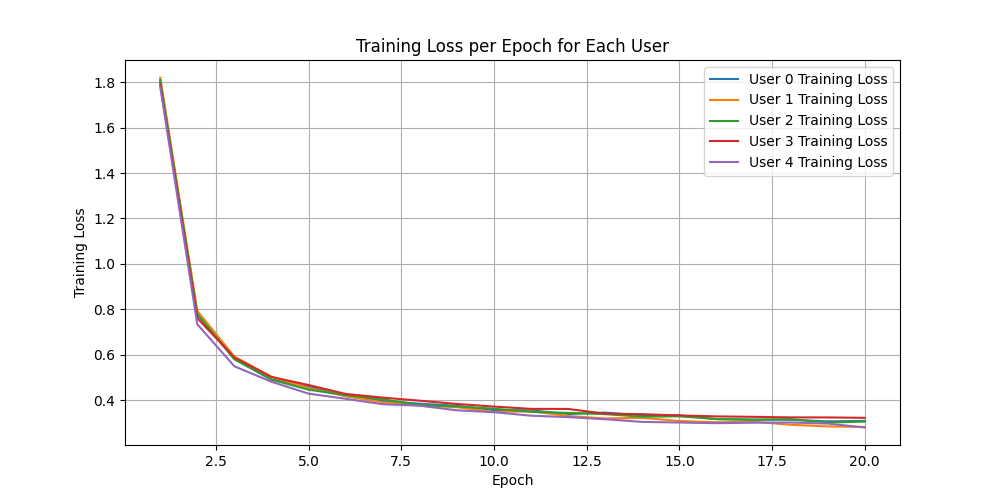 Training Loss per Epoch for Each User
Training Loss
1.8
1.6
1.4
1.2
1.0
0.8
0.6
0.4
User 0 Training Loss
User 1 Training Loss
User 2 Training Loss
User 3 Training Loss
User 4 Training Loss
2.5 5.0 7.5 10.0 12.5 15.0 17.5 20.0
Epoch